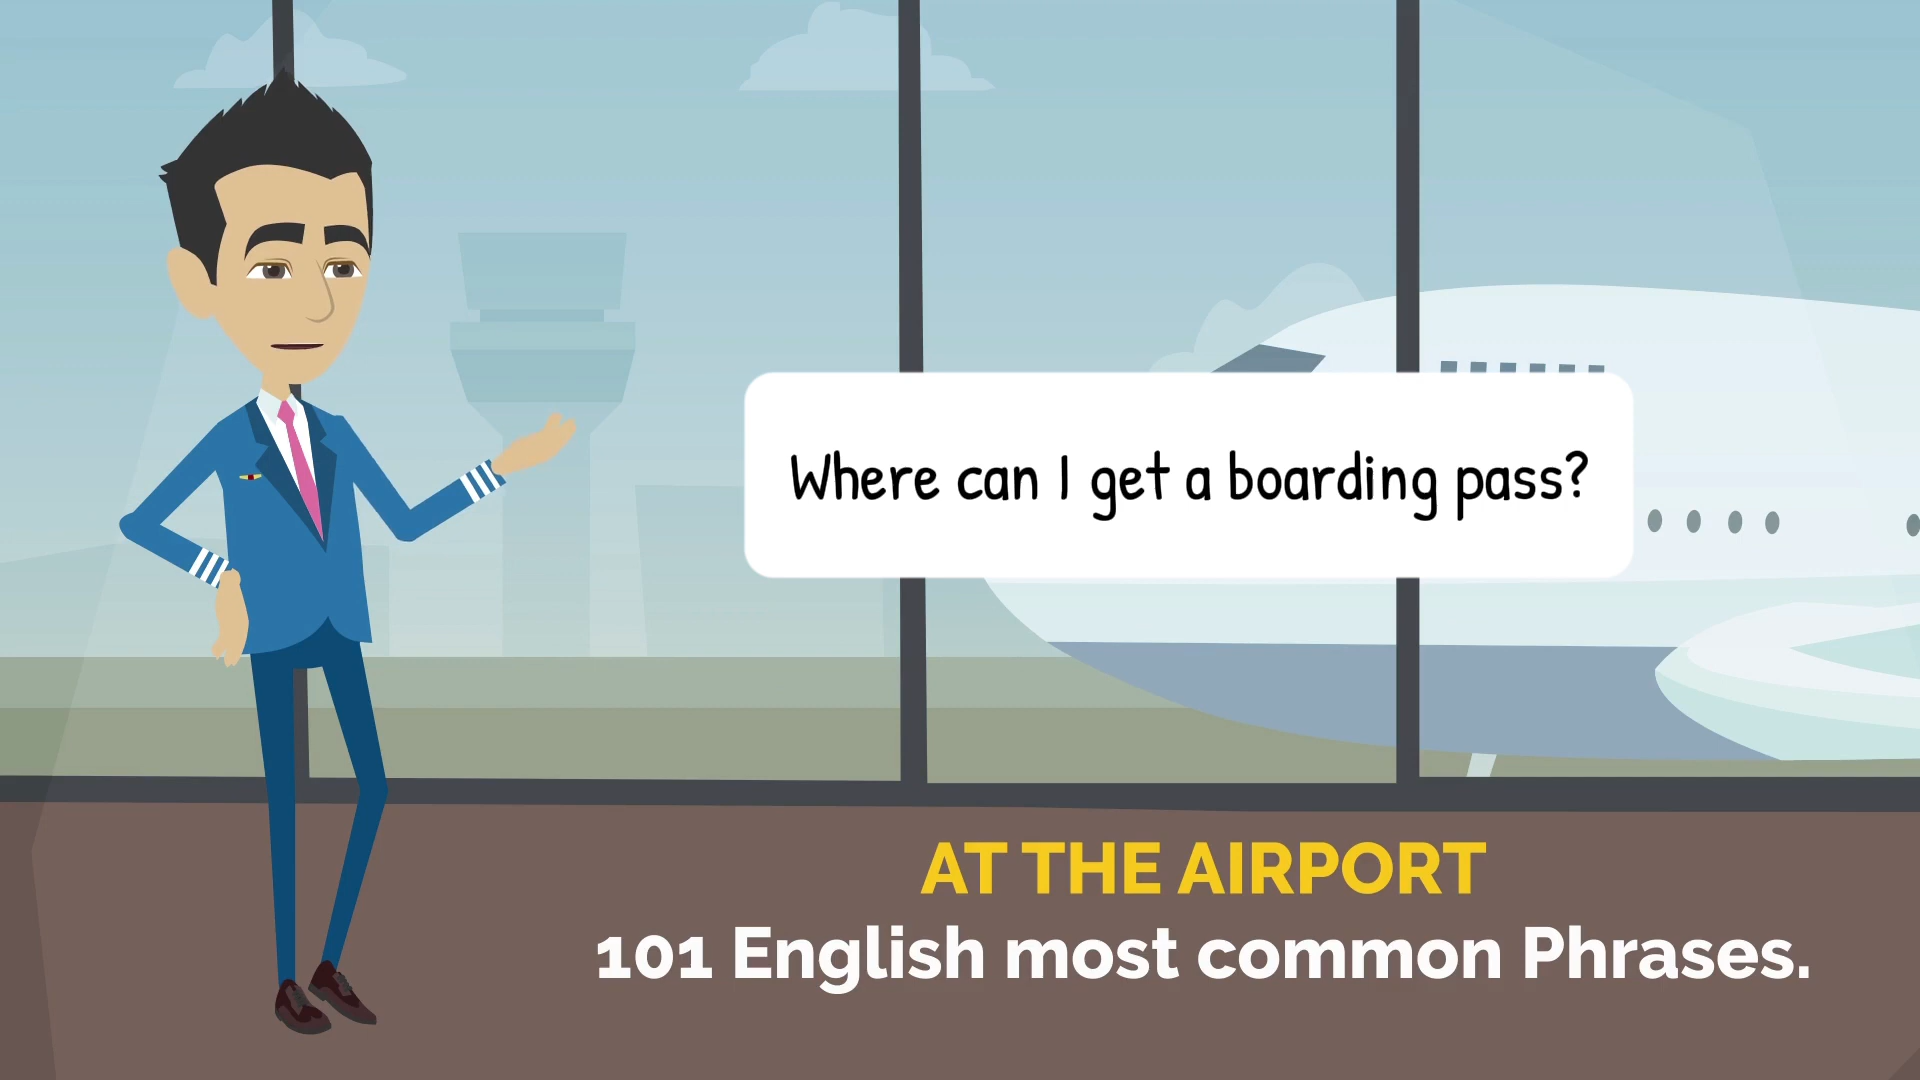 Where can I get a boarding pass?
AT THE AIRPORT
101 English most common Phrases.